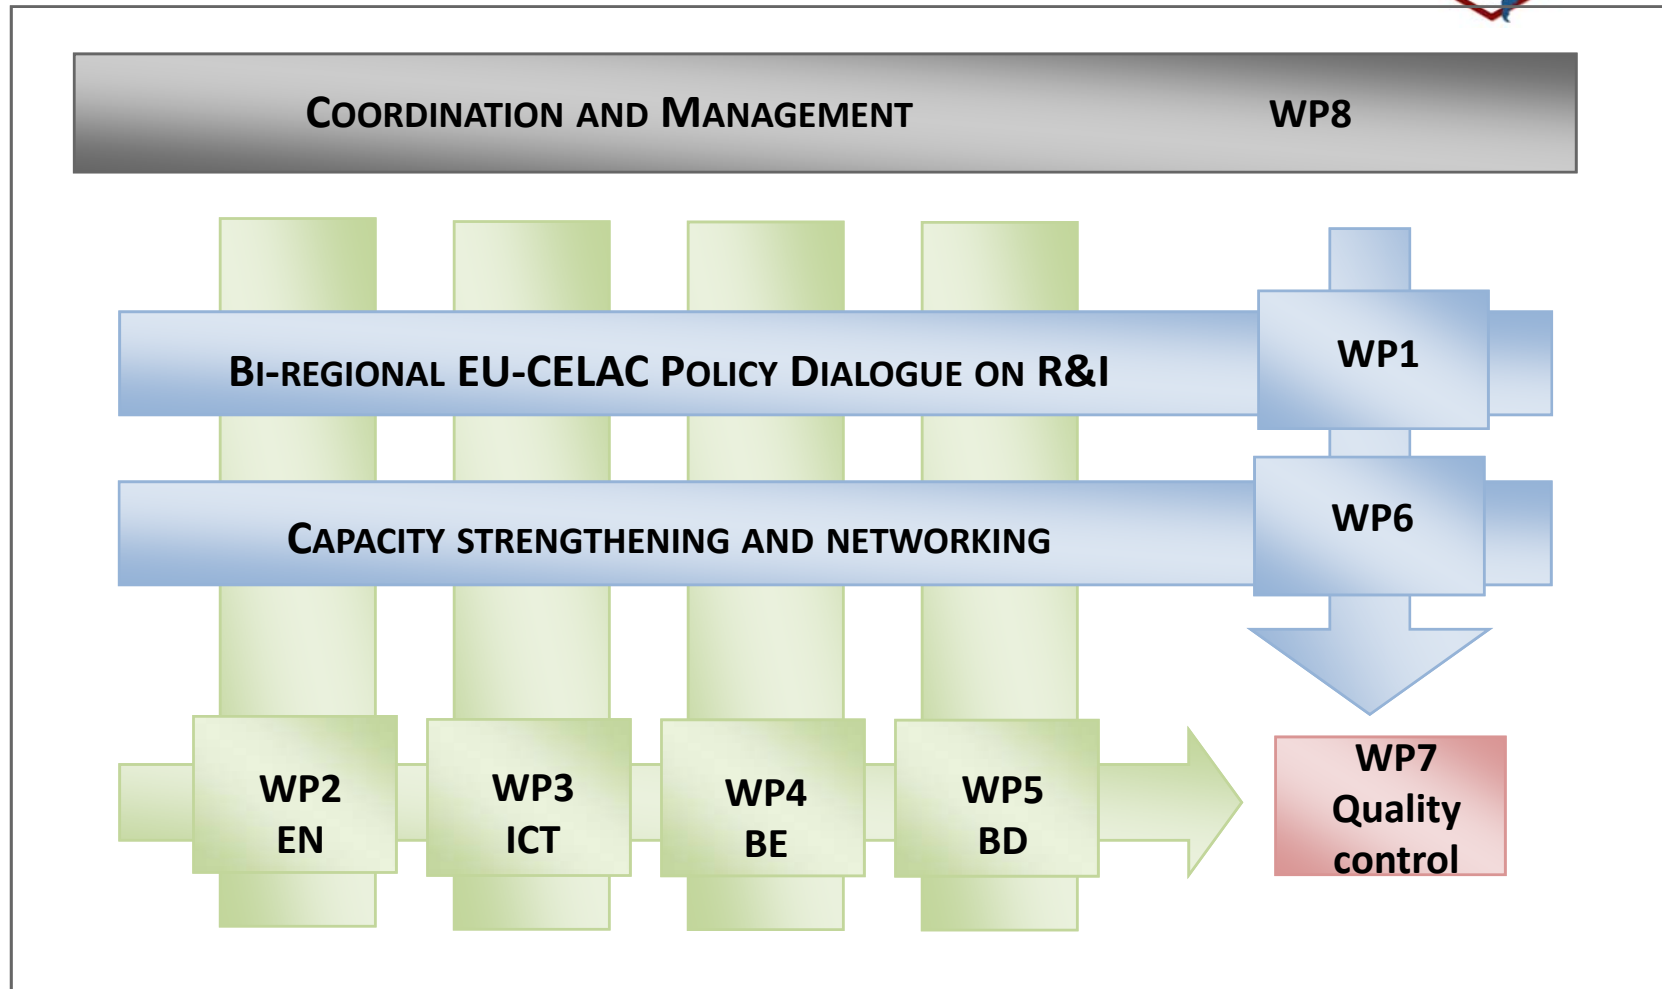 Coordination and Management WP8
Bi-regional EU-CELAC Policy Dialogue on R&I
WP1
Capacity strengthening and networking
WP6
WP2
EN
WP3
ICT
WP4
BE
WP5
BD
WP7
Quality
control